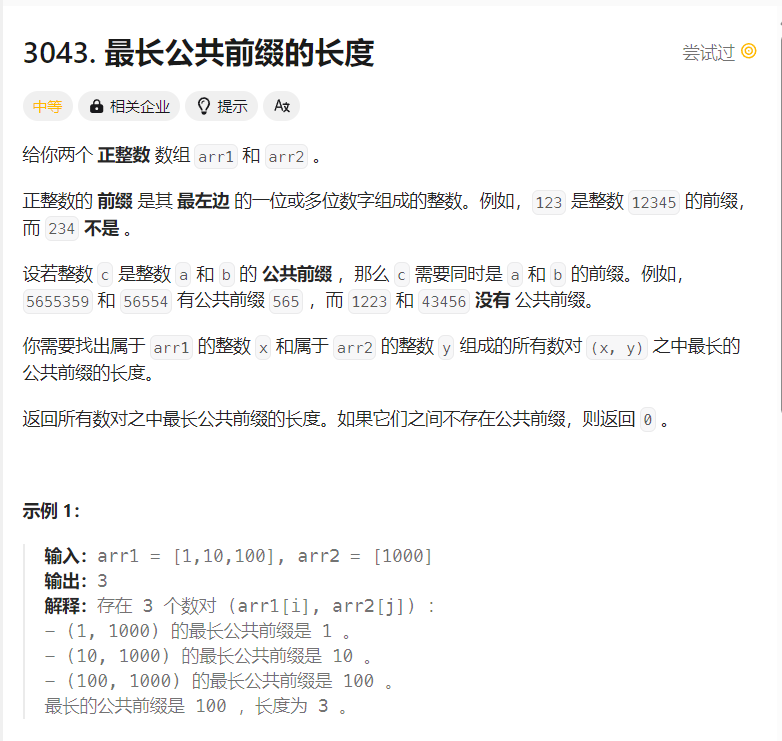 3043. 最长公共前缀的长度
尝试过
中等 相关企业 提示
给你两个 正整数 数组 arr1 和 arr2 。
正整数的 前缀 是其 最左边 的一位或多位数字组成的整数。例如，123 是整数 12345 的前缀，
而 234 不是 。
设若整数 c 是整数 a 和 b 的 公共前缀 ，那么 c 需要同时是 a 和 b 的前缀。例如，
5655359 和 56554 有公共前缀 565 ，而 1223 和 43456 没有 公共前缀。
你需要找出属于 arr1 的整数 x 和属于 arr2 的整数 y 组成的所有数对 (x, y) 之中最长的
公共前缀的长度。
返回所有数对之中最长公共前缀的长度。如果它们之间不存在公共前缀，则返回 0 。
示例 1：
输入：arr1 = [1,10,100], arr2 = [1000]
输出：3
解释：存在 3 个数对 (arr1[i], arr2[j]) ：
- (1, 1000) 的最长公共前缀是 1 。
- (10, 1000) 的最长公共前缀是 10 。
- (100, 1000) 的最长公共前缀是 100 。
最长的公共前缀是 100 ，长度为 3 。